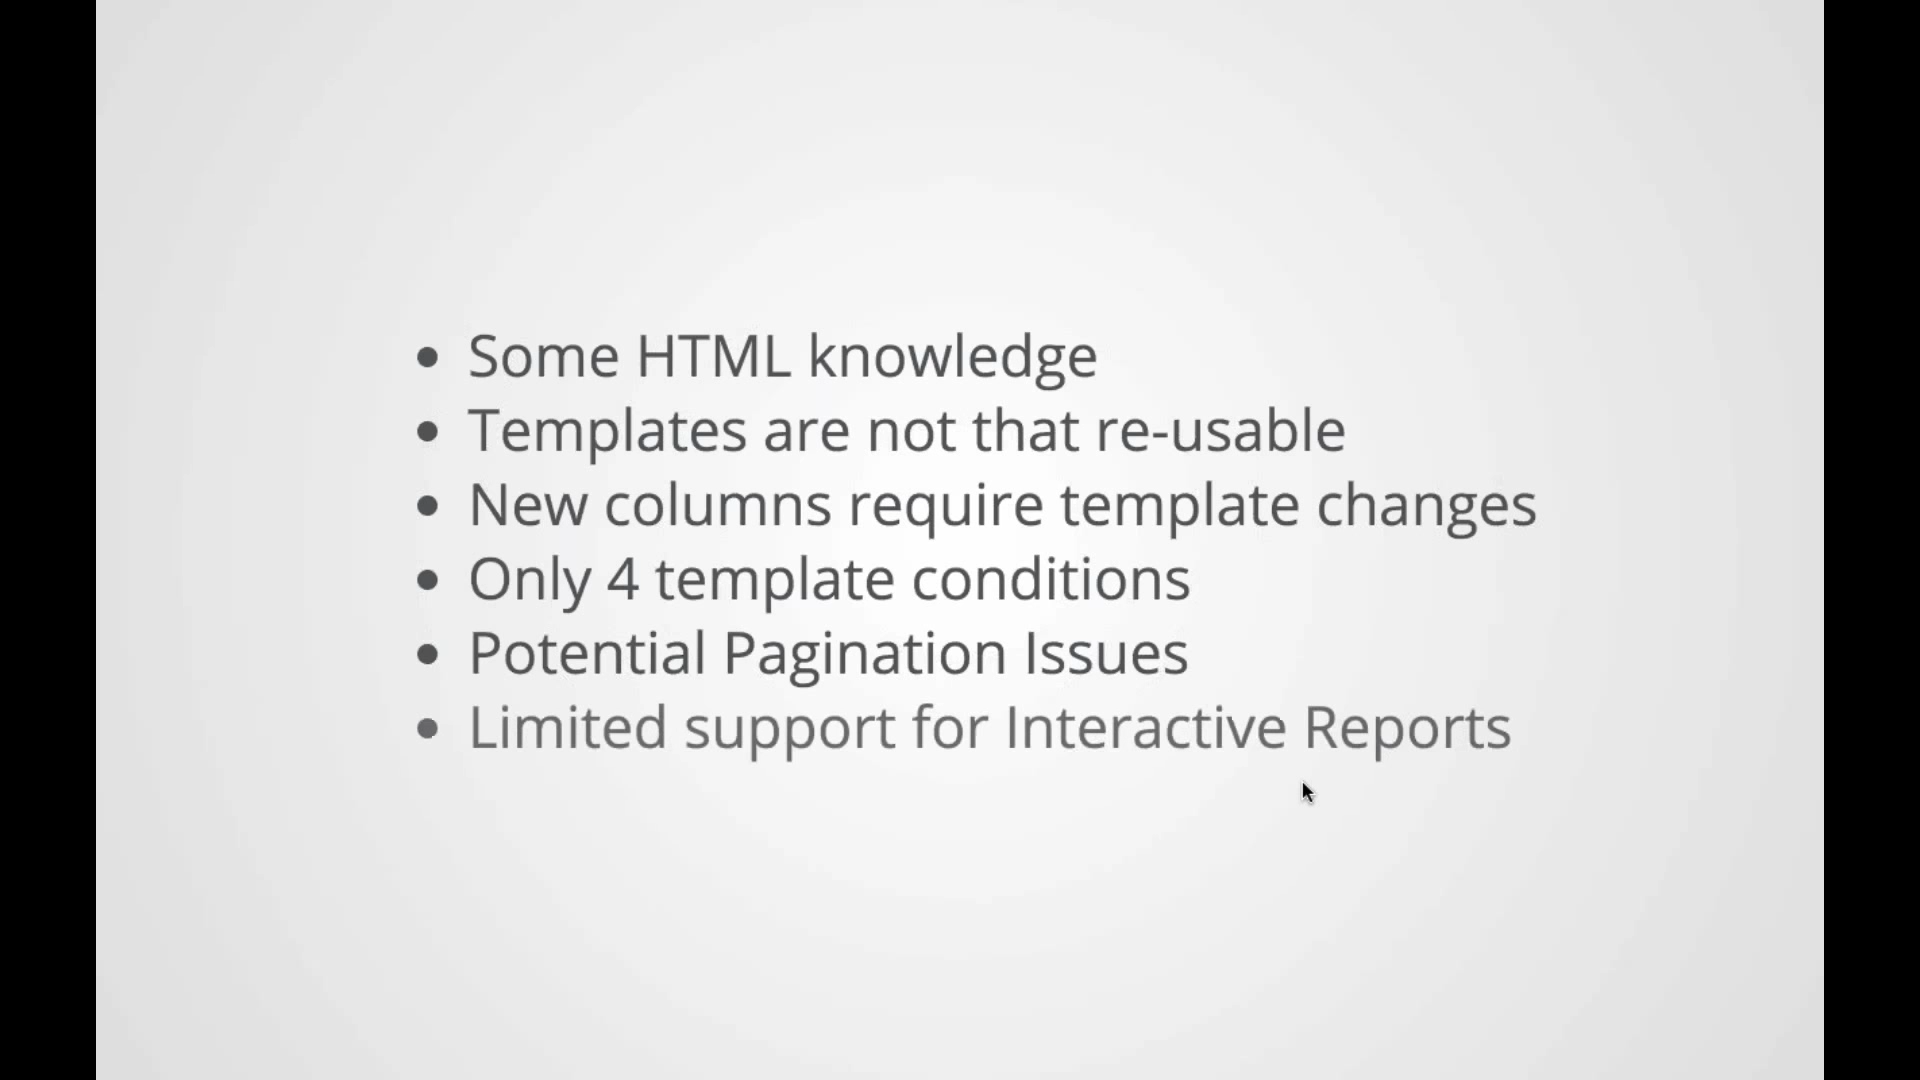 • Some HTML knowledge
• Templates are not that re-usable
• New columns require template changes
• Only 4 template conditions
• Potential Pagination Issues
• Limited support for Interactive Reports